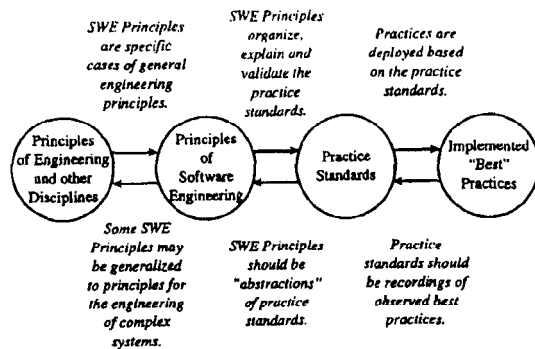 SWE Principles
are specific
cases of general
engineering
principles.
SWE Principles
organize,
explain and
validate the
practice
standards.
Practices are
deployed based
on the practice
standards.
Principles
of Engineering
and other
Disciplines
Principles
of
Software
Engineering
Practice
Standards
Implemented
"Best"
Practices
Some SWE
Principles may
be generalized
to principles for
the engineering
of complex
systems.
SWE Principles
should be
"abstractions"
of practice
standards.
Practice
standards should
be recordings of
observed best
practices.